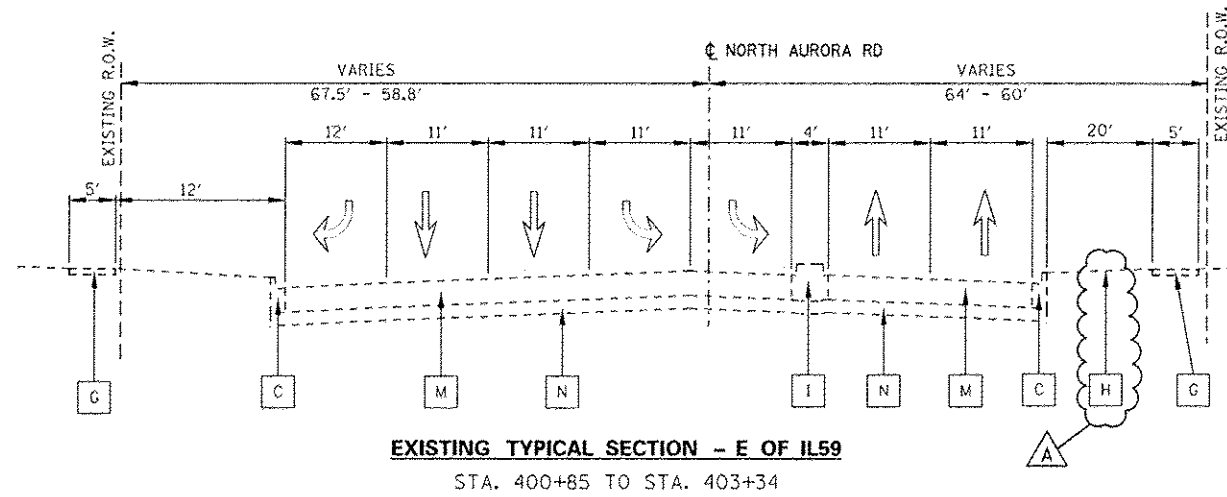 EXISTING R.O.W.
℄ NORTH AURORA RD
EXISTING R.O.W.
VARIES
67.5' - 58.8'
VARIES
64' - 60'
12' 11' 11' 11' 11' 4' 11' 11' 20' 5'
5' 12'
G C M N I N M C H G
A
EXISTING TYPICAL SECTION - E OF IL59
STA. 400+85 TO STA. 403+34